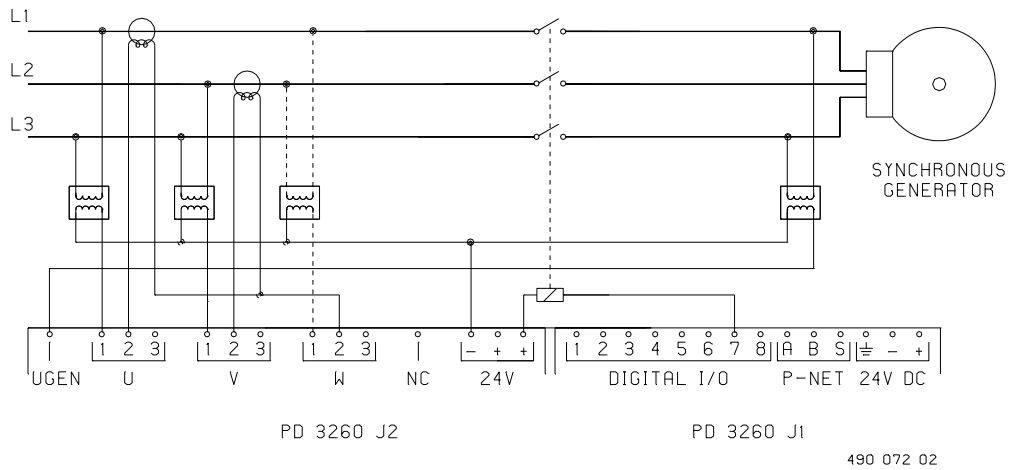 L1
L2
L3
SYNCHRONOUS
GENERATOR
1 2 3 1 2 3 1 2 3 - + + 1 2 3 4 5 6 7 8 A B S - +
UGEN U V W NC 24V DIGITAL I/O P-NET 24V DC
PD 3260 J2 PD 3260 J1
490 072 02